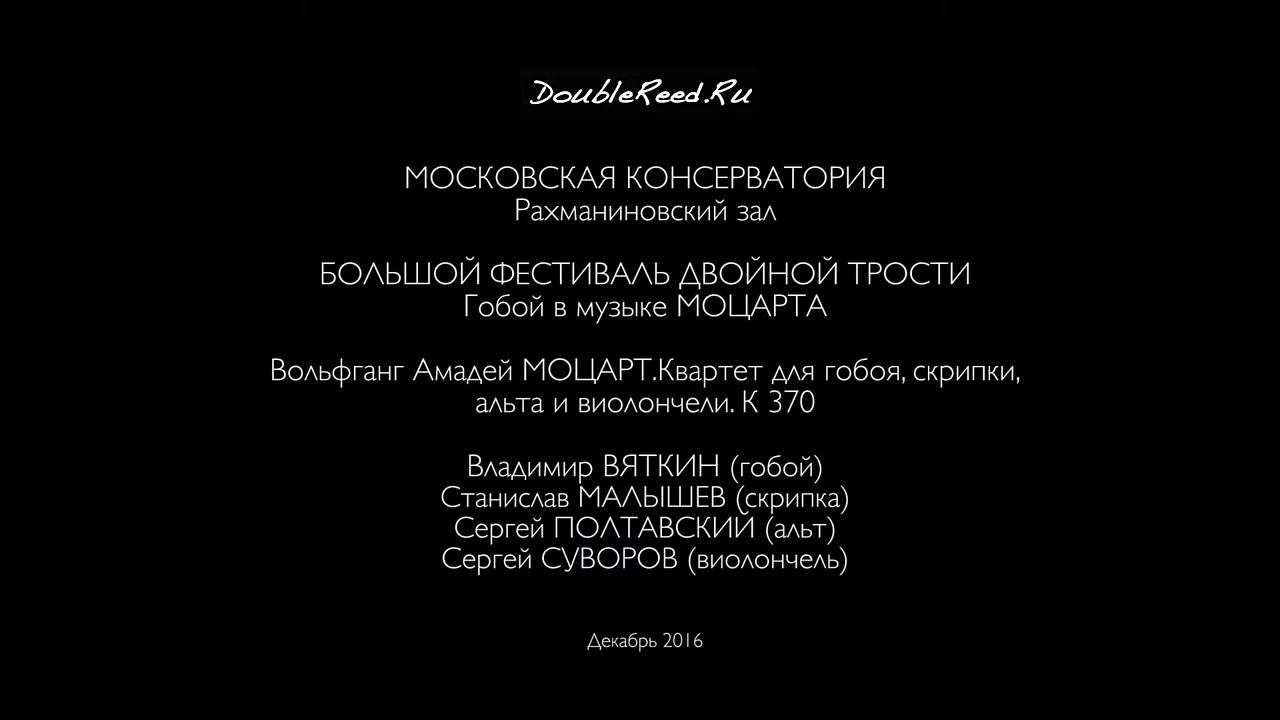 DoubleReed.Ru
МОСКОВСКАЯ КОНСЕРВАТОРИЯ
Рахманиновский зал
БОЛЬШОЙ ФЕСТИВАЛЬ ДВОЙНОЙ ТРОСТИ
Гобой в музыке МОЦАРТА
Вольфганг Амадей МОЦАРТ.Квартет для гобоя, скрипки,
альта и виолончели. К 370
Владимир ВЯТКИН (гобой)
Станислав МАЛЫШЕВ (скрипка)
Сергей ПОЛТАВСКИЙ (альт)
Сергей СУВОРОВ (виолончель)
Декабрь 2016